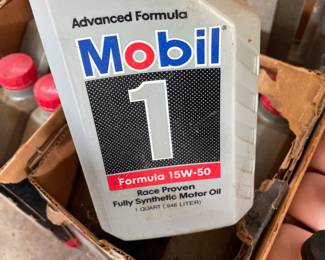 Advanced Formula
Mobil
1
Formula 15W-50
Race Proven
Fully Synthetic Motor Oil
1 QUART (.946 LITER)